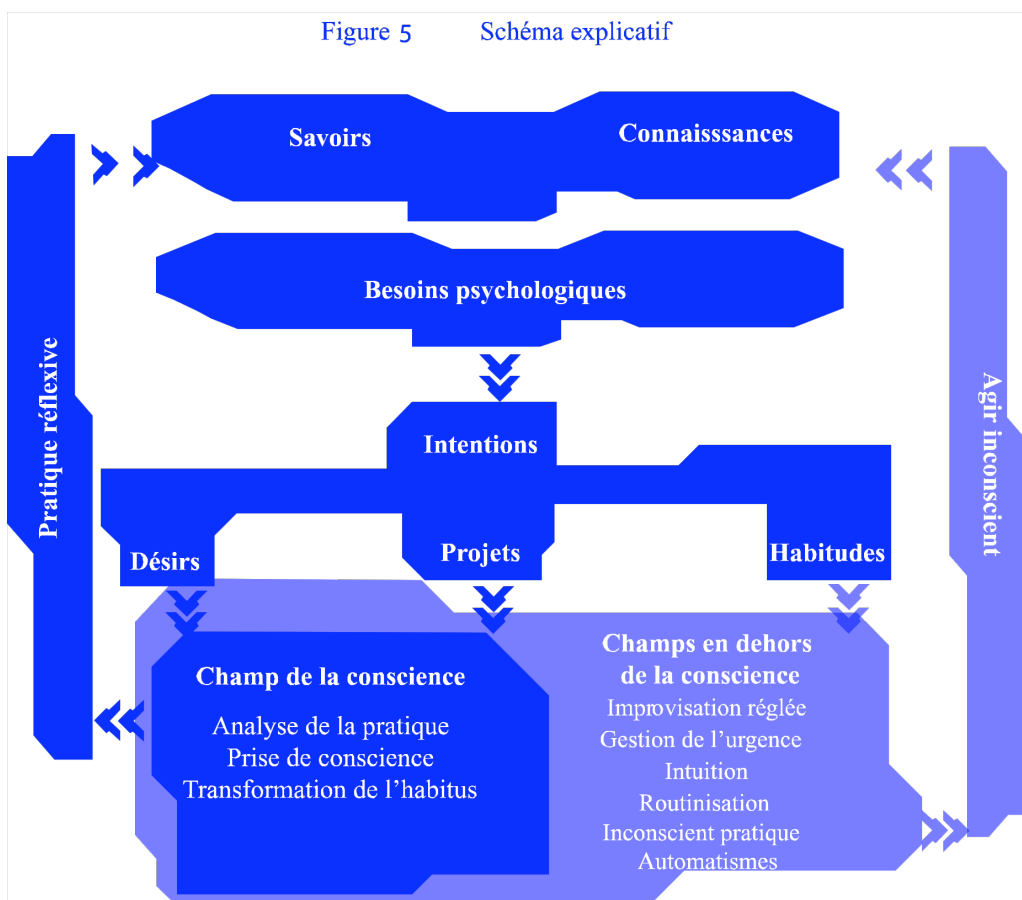 Figure 5 Schéma explicatif
Savoirs
Connaisssances
Besoins psychologiques
Pratique réflexive
Agir inconscient
Intentions
Désirs
Projets
Habitudes
Champ de la conscience
Analyse de la pratique
Prise de conscience
Transformation de l’habitus
Champs en dehors
de la conscience
Improvisation réglée
Gestion de l’urgence
Intuition
Routinisation
Inconscient pratique
Automatismes